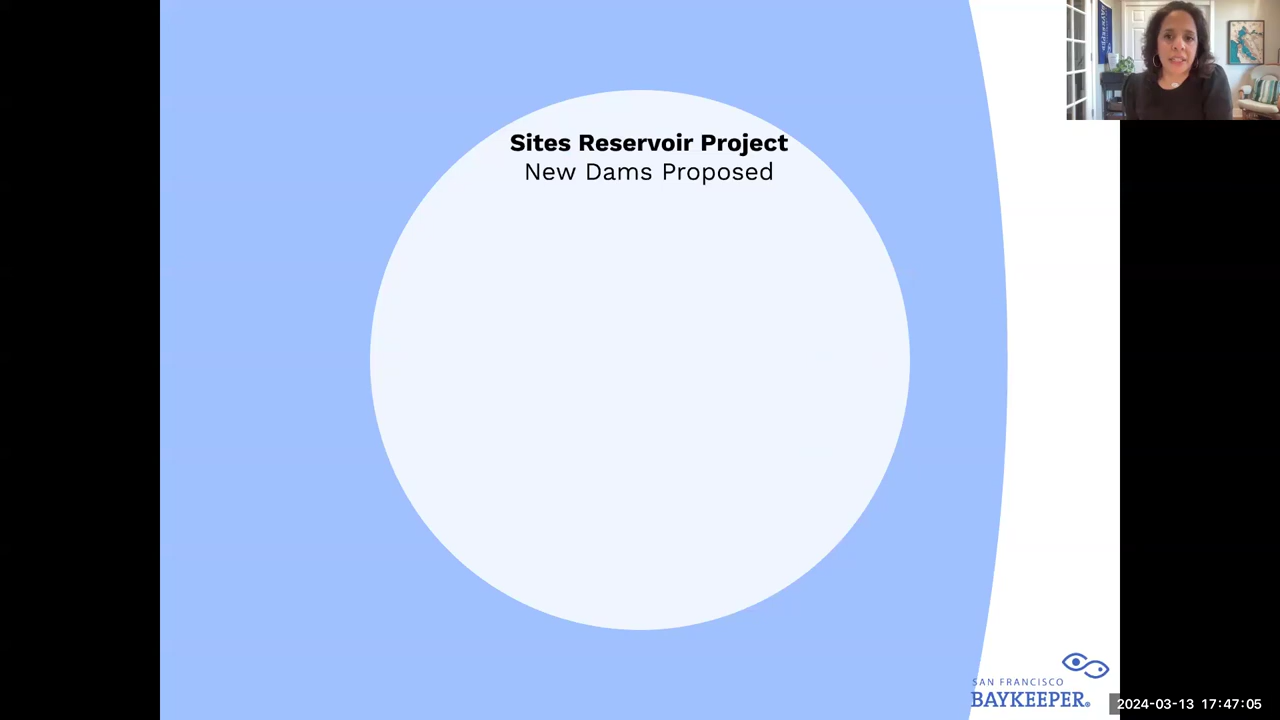 Sites Reservoir Project
New Dams Proposed
SAN FRANCISCO
BAYKEEPER®
2024-03-13 17:47:05